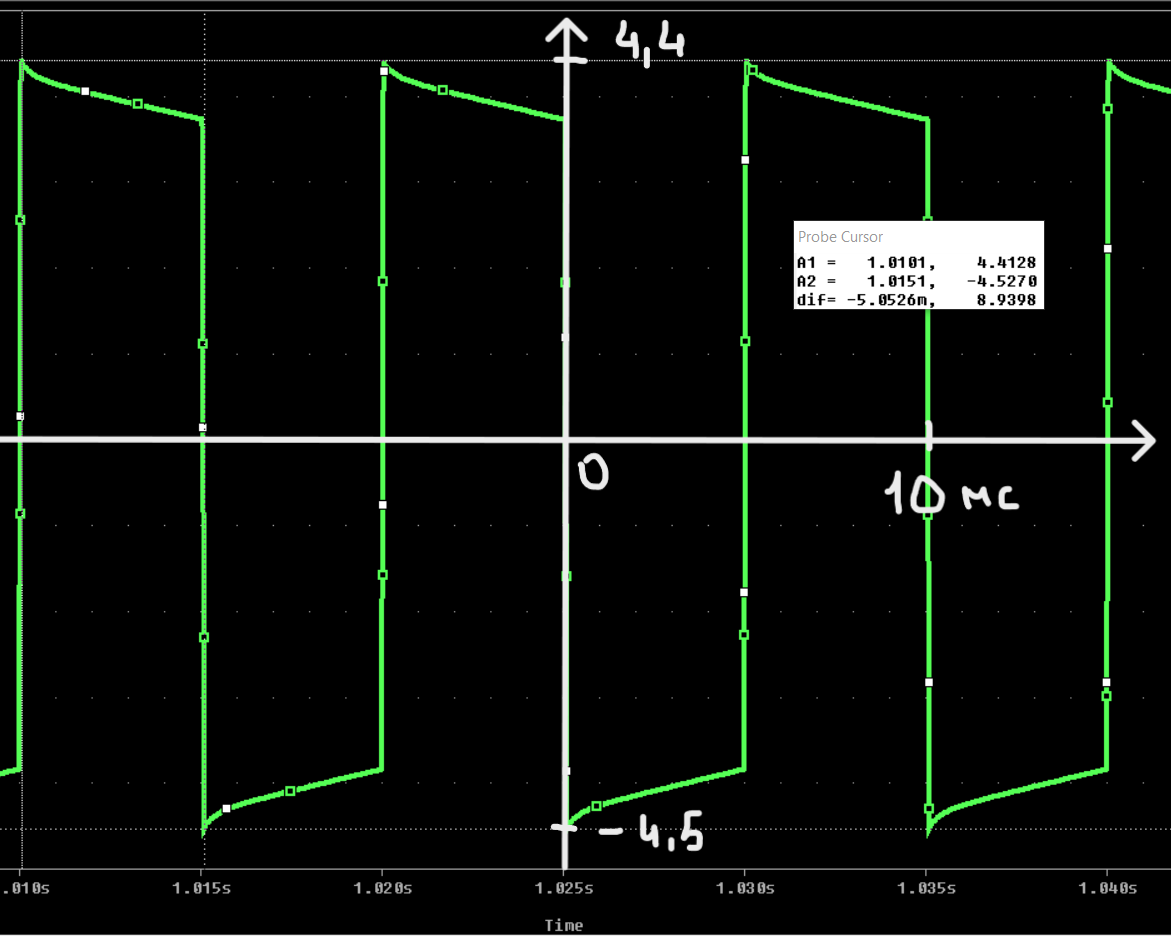 4,4
Probe Cursor
A1 = 1.0101, 4.4128
A2 = 1.0151, -4.5270
dif= -5.0526m, 8.9398
0
10 мс
- 4,5
.010s 1.015s 1.020s 1.025s 1.030s 1.035s 1.040s
Time